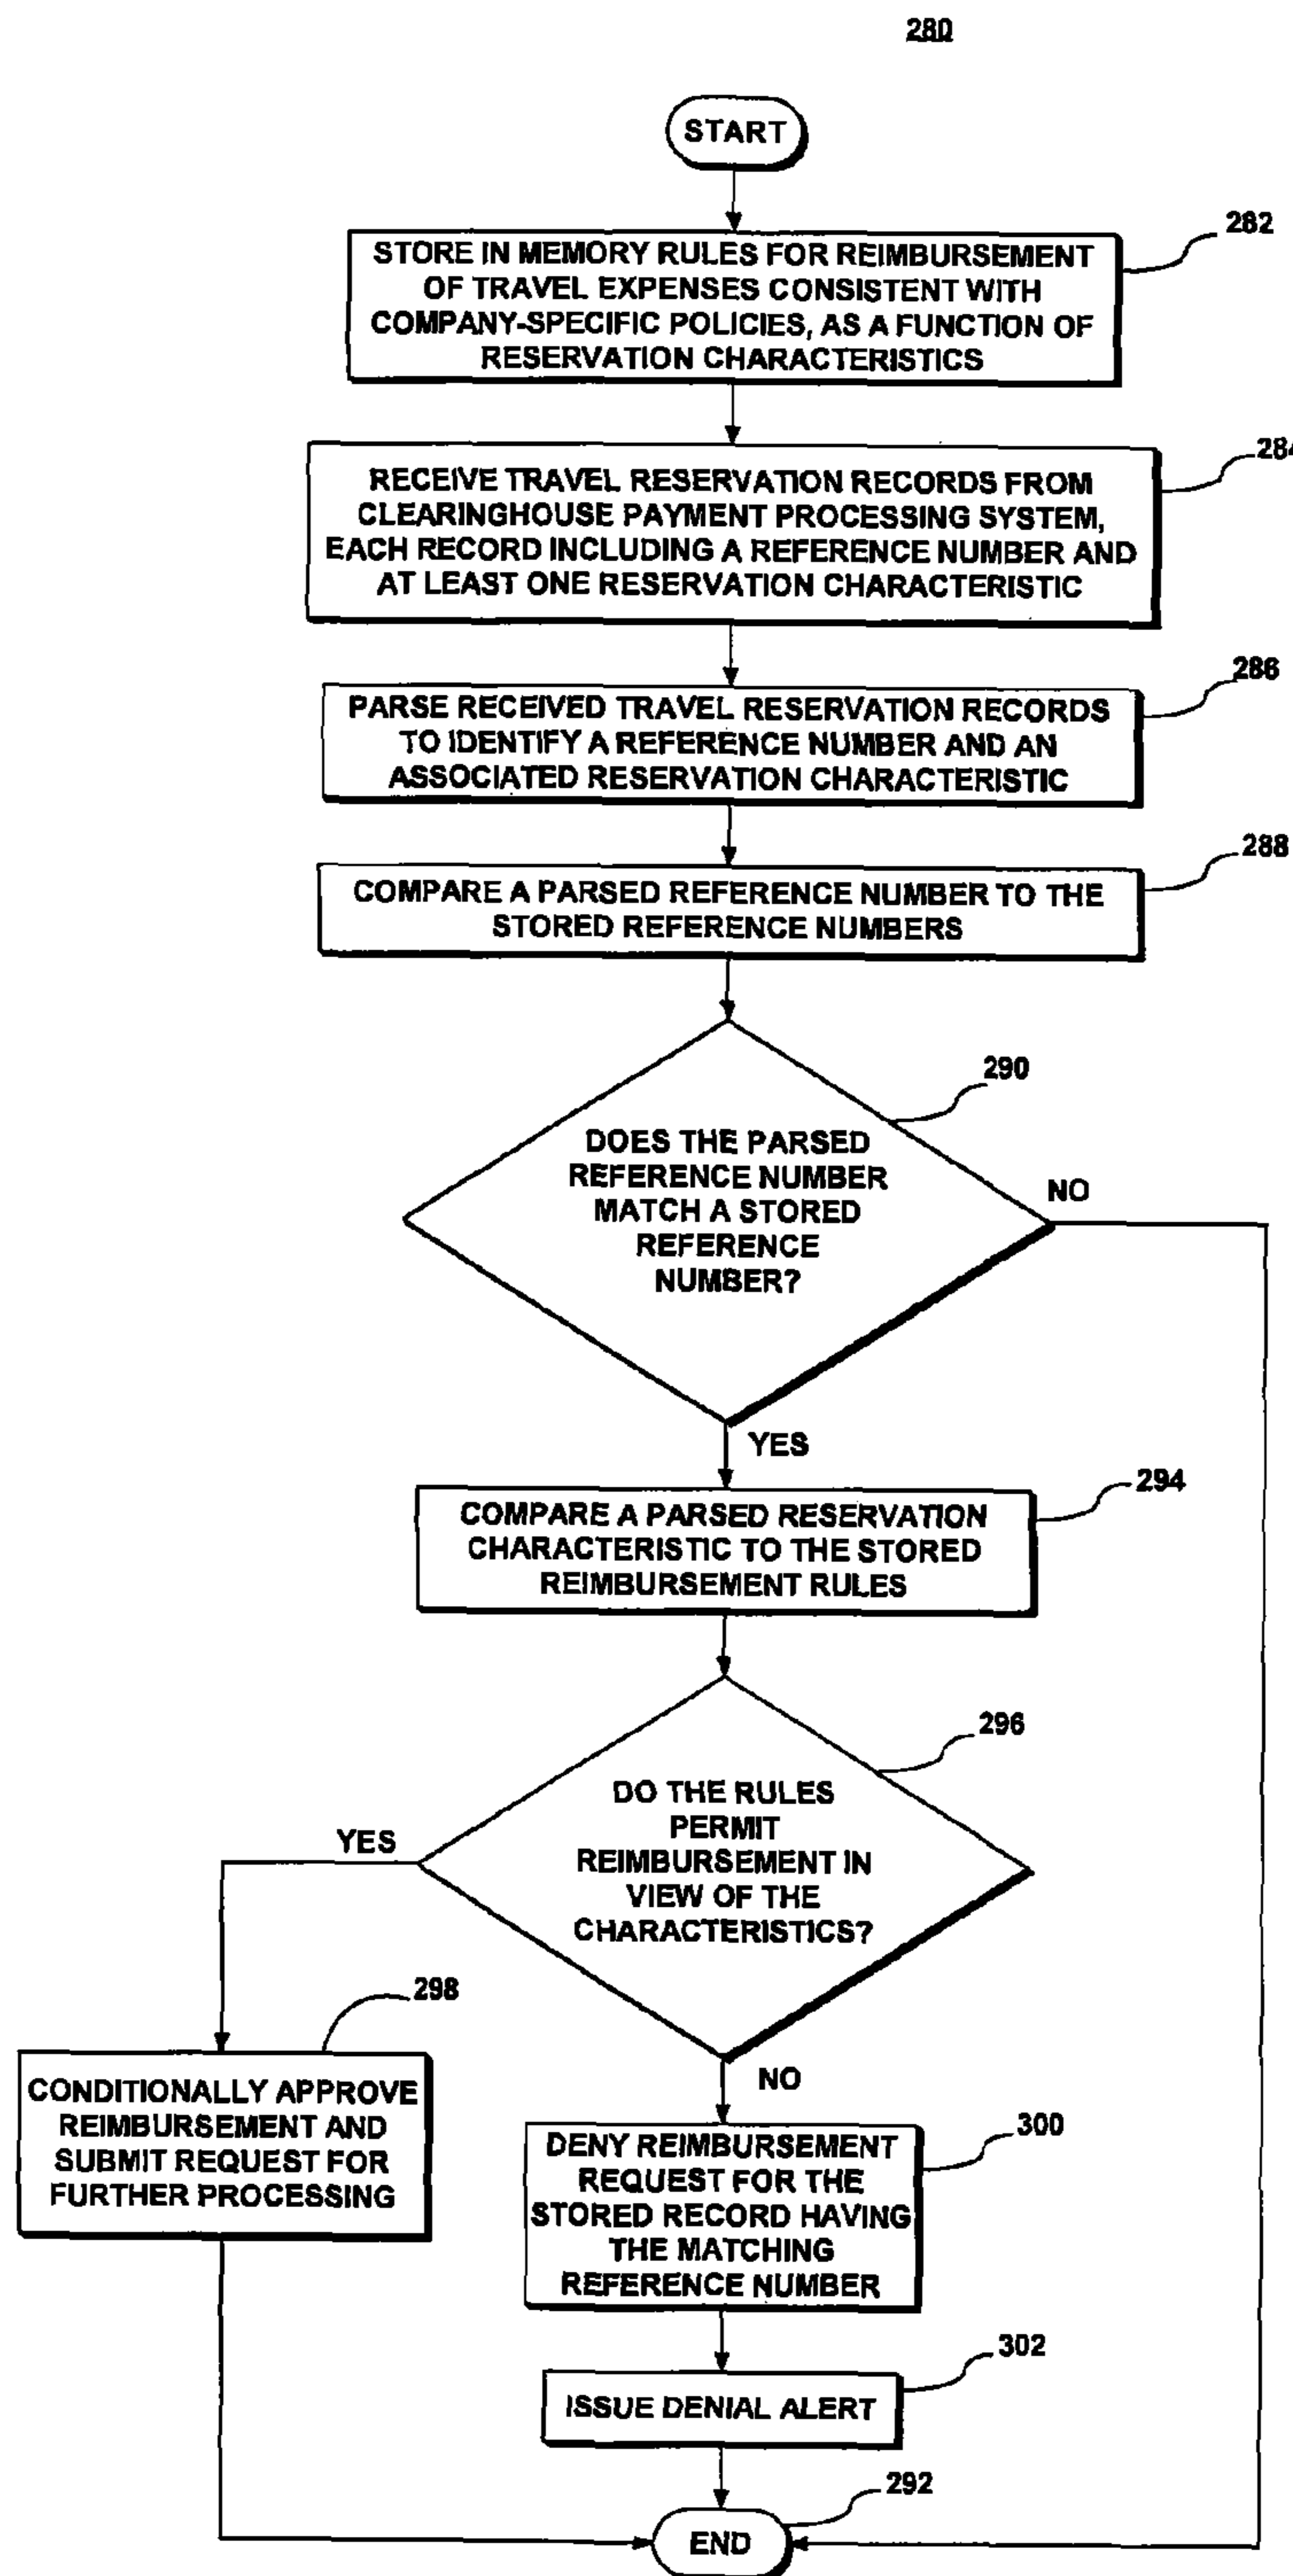 280
START
282
STORE IN MEMORY RULES FOR REIMBURSEMENT
OF TRAVEL EXPENSES CONSISTENT WITH
COMPANY-SPECIFIC POLICIES, AS A FUNCTION OF
RESERVATION CHARACTERISTICS
284
RECEIVE TRAVEL RESERVATION RECORDS FROM
CLEARINGHOUSE PAYMENT PROCESSING SYSTEM,
EACH RECORD INCLUDING A REFERENCE NUMBER AND
AT LEAST ONE RESERVATION CHARACTERISTIC
286
PARSE RECEIVED TRAVEL RESERVATION RECORDS
TO IDENTIFY A REFERENCE NUMBER AND AN
ASSOCIATED RESERVATION CHARACTERISTIC
288
COMPARE A PARSED REFERENCE NUMBER TO THE
STORED REFERENCE NUMBERS
290
DOES THE PARSED
REFERENCE NUMBER
MATCH A STORED
REFERENCE
NUMBER?
NO
YES
294
COMPARE A PARSED RESERVATION
CHARACTERISTIC TO THE STORED
REIMBURSEMENT RULES
296
DO THE RULES
PERMIT
REIMBURSEMENT IN
VIEW OF THE
CHARACTERISTICS?
YES
298
CONDITIONALLY APPROVE
REIMBURSEMENT AND
SUBMIT REQUEST FOR
FURTHER PROCESSING
NO
300
DENY REIMBURSEMENT
REQUEST FOR THE
STORED RECORD HAVING
THE MATCHING
REFERENCE NUMBER
302
ISSUE DENIAL ALERT
292
END